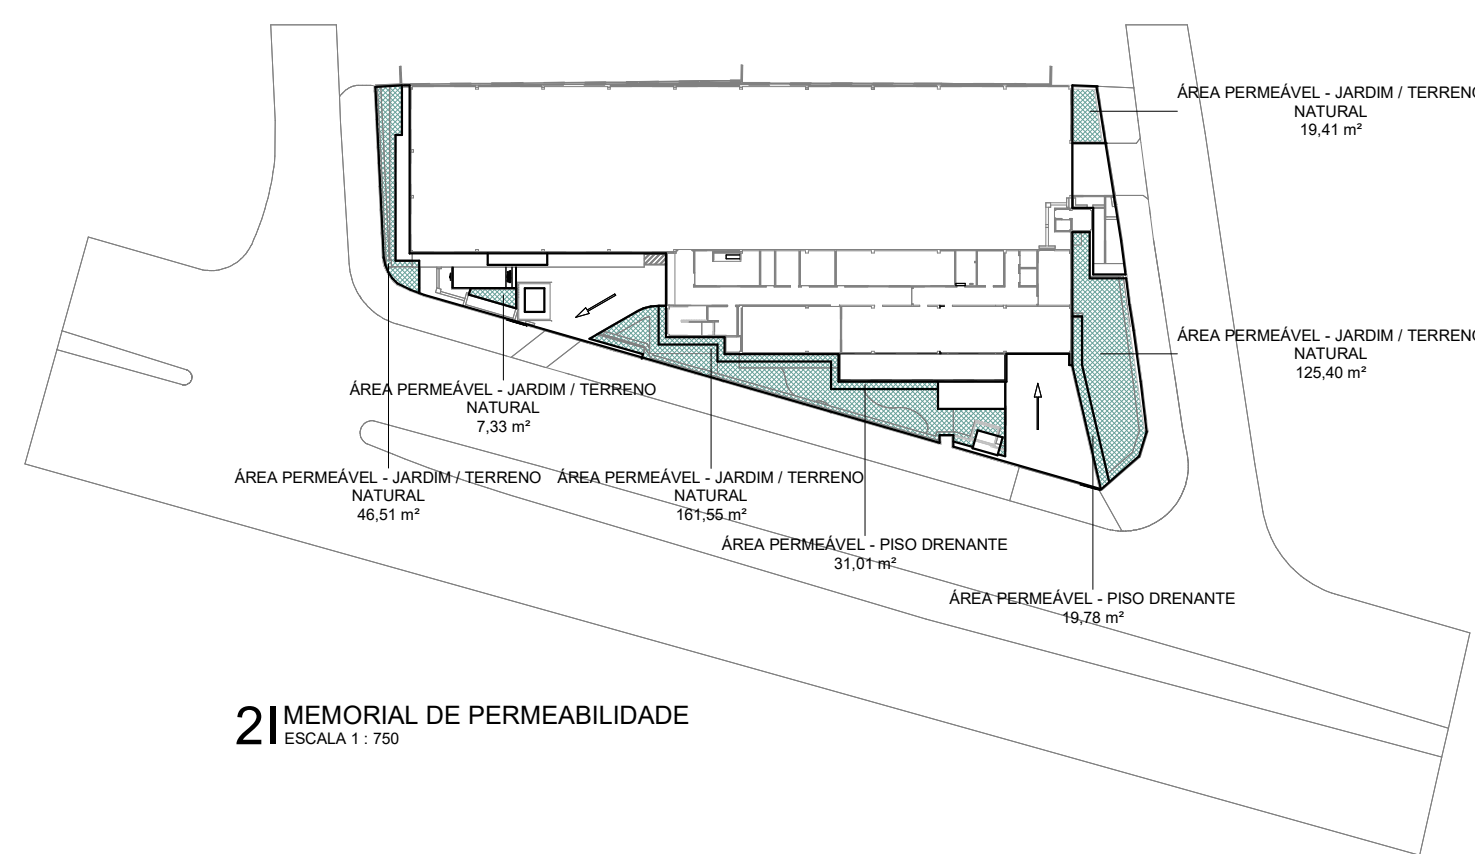 ÁREA PERMEÁVEL - JARDIM / TERRENO
NATURAL
19,41 m²
ÁREA PERMEÁVEL - JARDIM / TERRENO
NATURAL
125,40 m²
ÁREA PERMEÁVEL - JARDIM / TERRENO
NATURAL
7,33 m²
ÁREA PERMEÁVEL - JARDIM / TERRENO
NATURAL
46,51 m²
ÁREA PERMEÁVEL - JARDIM / TERRENO
NATURAL
161,55 m²
ÁREA PERMEÁVEL - PISO DRENANTE
31,01 m²
ÁREA PERMEÁVEL - PISO DRENANTE
19,78 m²
2 MEMORIAL DE PERMEABILIDADE
ESCALA 1 : 750